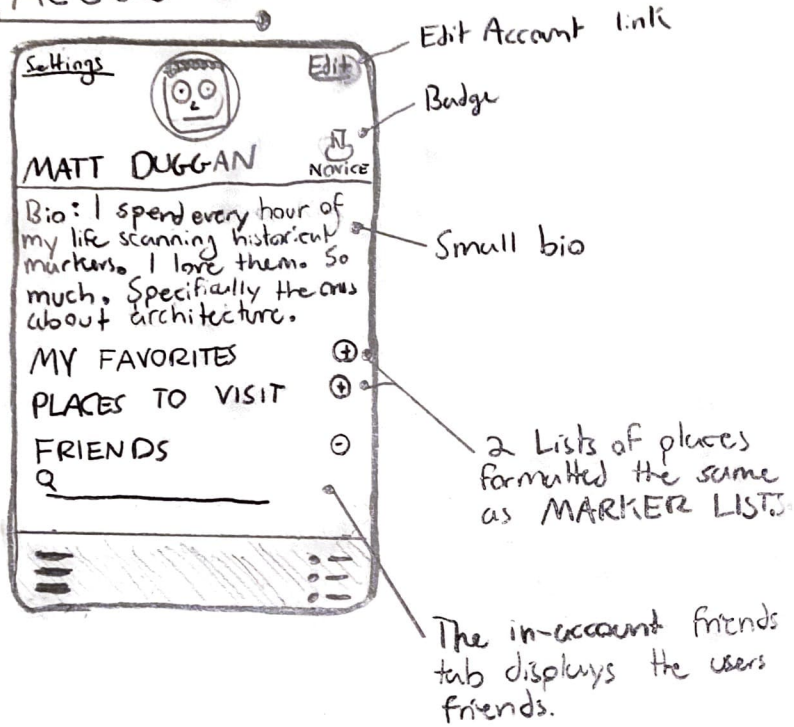 Settings
Edit
Edit Account link
Badge
N
MATT DUGGAN
NOVICE
Bio: I spend every hour of
my life scanning historical
markers. I love them. So
much. Specifically the ones
about architecture.
Small bio
MY FAVORITES
PLACES TO VISIT
FRIENDS
2 Lists of places
formatted the same
as MARKER LISTS
The in-account friends
tab displays the users
friends.